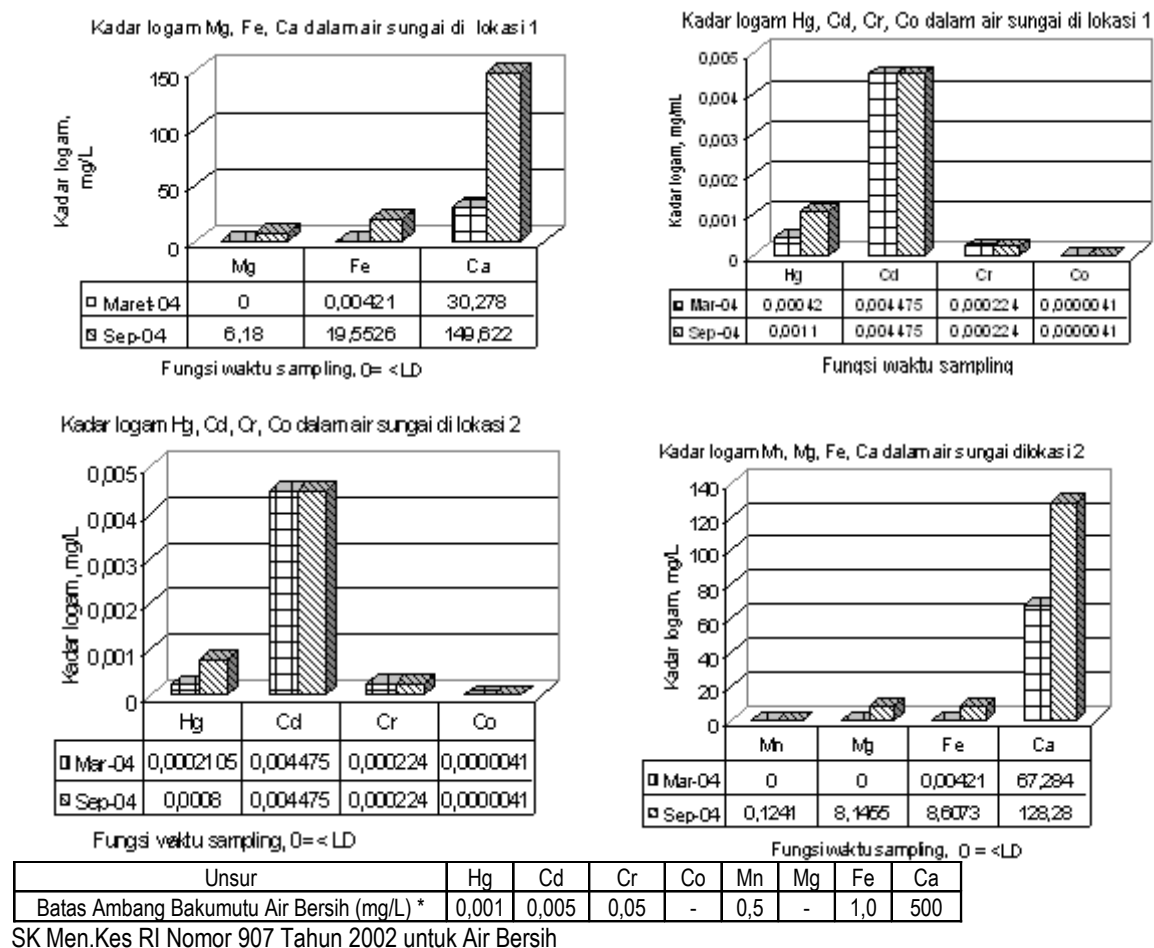 Kadar logam Mg, Fe, Ca dalam air sungai di lokasi 1
Kadar logam, mg/L
150
100
50
0
Mg Fe Ca
Maret-04 0 0,00421 30,278
Sep-04 6,18 19,5526 149,622
Fungsi waktu sampling, 0= <LD
Kadar logam Hg, Cd, Cr, Co dalam air sungai di lokasi 1
Kadar logam, mg/mL
0,005
0,004
0,003
0,002
0,001
0
Hg Cd Cr Co
Mar-04 0,00042 0,004475 0,000224 0,0000041
Sep-04 0,0011 0,004475 0,000224 0,0000041
Fungsi waktu sampling
Kadar logam Hg, Cd, Cr, Co dalam air sungai di lokasi 2
Kadar logam, mg/L
0,005
0,004
0,003
0,002
0,001
0
Hg Cd Cr Co
Mar-04 0,0002105 0,004475 0,000224 0,0000041
Sep-04 0,0008 0,004475 0,000224 0,0000041
Fungsi waktu sampling, 0= < LD
Kadar logam Mn, Mg, Fe, Ca dalam air sungai dilokasi 2
Kadar logam, mg/L
140
120
100
80
60
40
20
0
Mn Mg Fe Ca
Mar-04 0 0 0,00421 67,284
Sep-04 0,1241 8,1455 8,6073 128,28
Fungsi waktu sampling, 0 = <LD
Unsur Hg Cd Cr Co Mn Mg Fe Ca
Batas Ambang Bakumutu Air Bersih (mg/L) * 0,001 0,005 0,05 - 0,5 - 1,0 500
SK Men.Kes RI Nomor 907 Tahun 2002 untuk Air Bersih